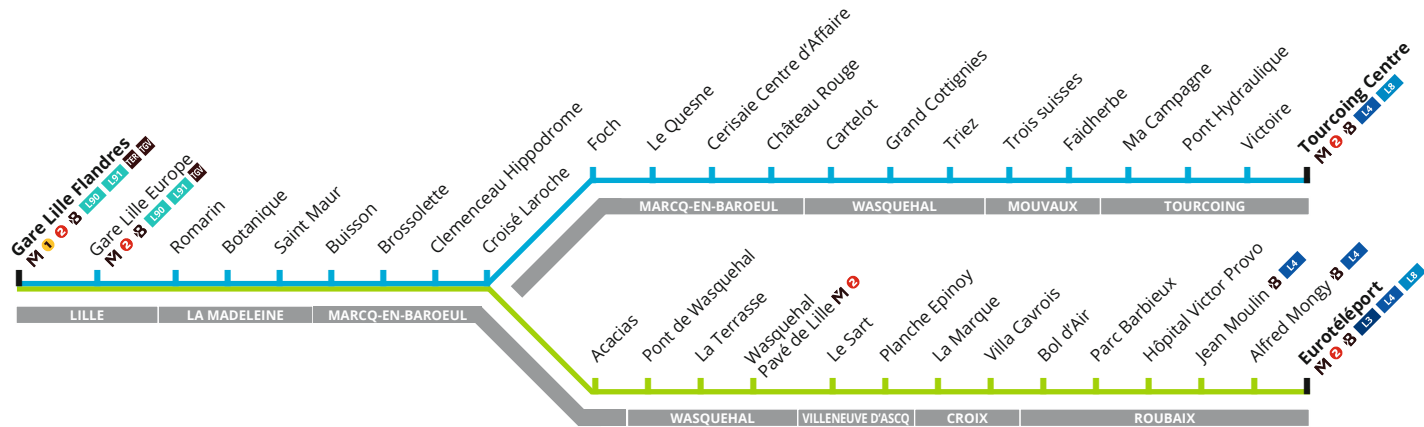 Gare Lille Flandres
M 1 2 L90 L91 TER TGV
Gare Lille Europe
M 2 L90 L91 TGV
Romarin
Botanique
Saint Maur
Buisson
Brossolette
Clemenceau Hippodrome
Croisé Laroche
LILLE
LA MADELEINE
MARCQ-EN-BAROEUL
Foch
Le Quesne
Cerisaie Centre d'Affaire
Château Rouge
Cartelot
Grand Cottignies
Triez
Trois suisses
Faidherbe
Ma Campagne
Pont Hydraulique
Victoire
Tourcoing Centre
M 2 L4 L8
MARCQ-EN-BAROEUL
WASQUEHAL
MOUVAUX
TOURCOING
Acacias
Pont de Wasquehal
La Terrasse
Wasquehal
Pavé de Lille M 2
Le Sart
Planche Epinoy
La Marque
Villa Cavrois
Bol d'Air
Parc Barbieux
Hôpital Victor Provo
Jean Moulin L4
Alfred Mongy L4
Eurotéléport
M 2 L3 L4 L8
WASQUEHAL
VILLENEUVE D'ASCQ
CROIX
ROUBAIX